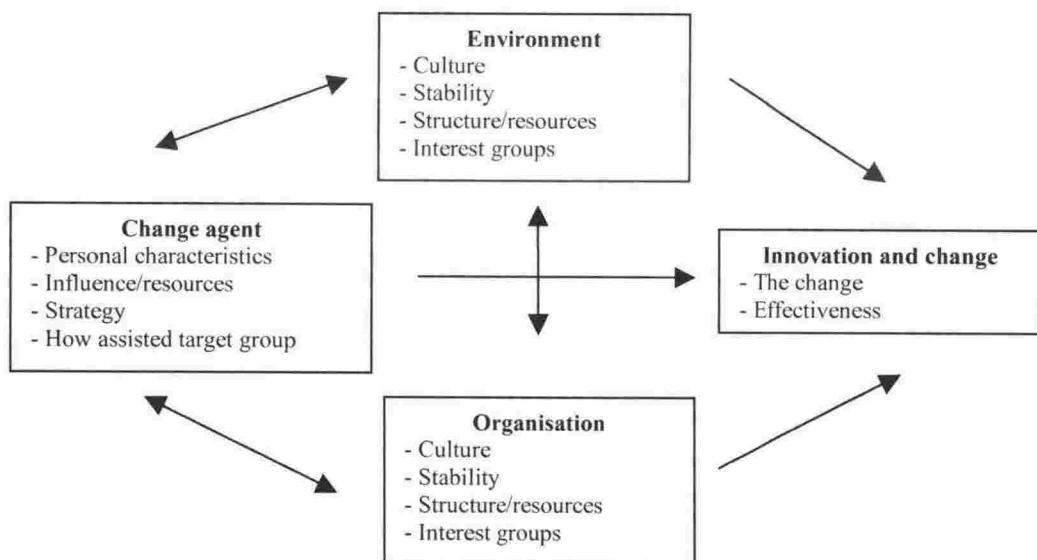 Environment
- Culture
- Stability
- Structure/resources
- Interest groups
Change agent
- Personal characteristics
- Influence/resources
- Strategy
- How assisted target group
Innovation and change
- The change
- Effectiveness
Organisation
- Culture
- Stability
- Structure/resources
- Interest groups